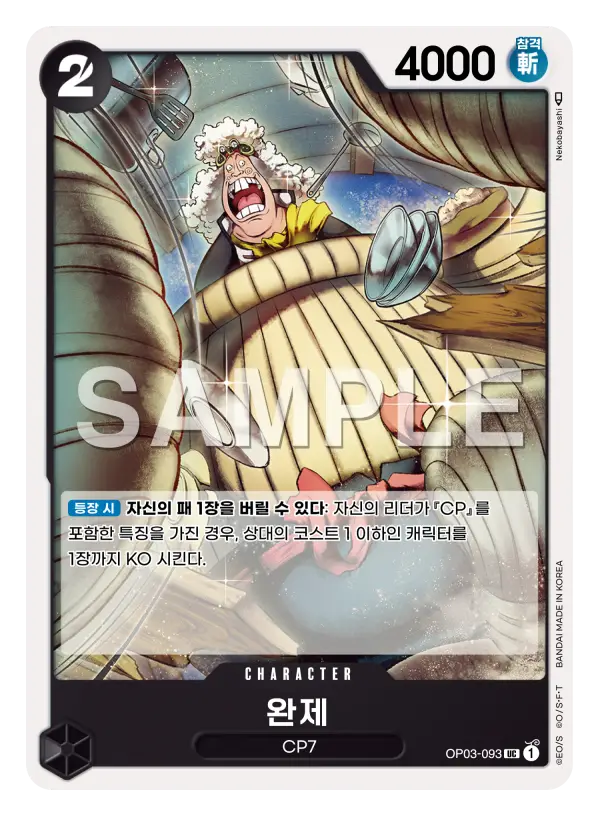 2
4000
참격
斬
Nekobayashi
SAMPLE
등장 시 자신의 패 1장을 버릴 수 있다: 자신의 리더가 『CP』를
포함한 특징을 가진 경우, 상대의 코스트 1 이하인 캐릭터를
1장까지 KO 시킨다.
CHARACTER
완제
CP7
OP03-093 UC 1
©EO/S ©O/S·F·T BANDAI MADE IN KOREA